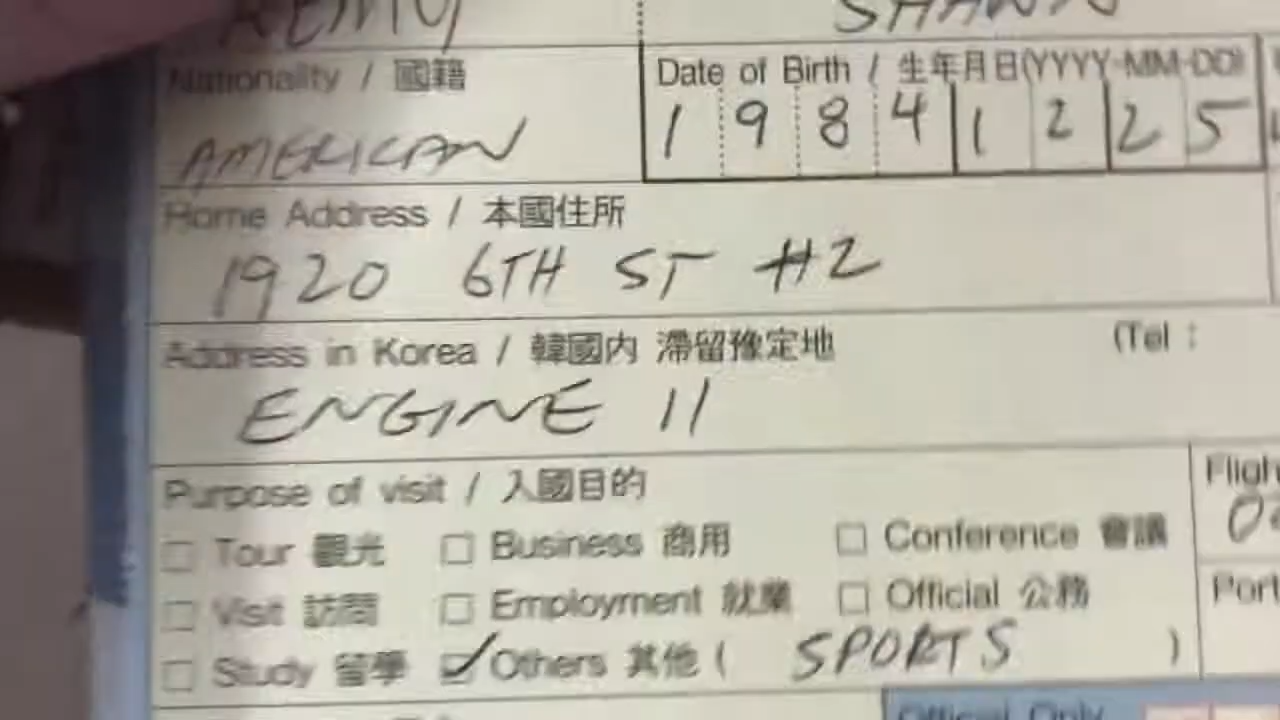 REMY SHAWN
Nationality / 國籍
Date of Birth / 生年月日(YYYY-MM-DD)
AMERICAN
1 9 8 4 1 2 2 5
Home Address / 本國住所
1920 6TH ST #2
Address in Korea / 韓國内 滯留豫定地 (Tel :
ENGINE 11
Purpose of visit / 入國目的
□ Tour 觀光 □ Business 商用 □ Conference 會議
□ Visit 訪問 □ Employment 就業 □ Official 公務
□ Study 留學 ☑ Others 其他 ( SPORTS )
Official Only